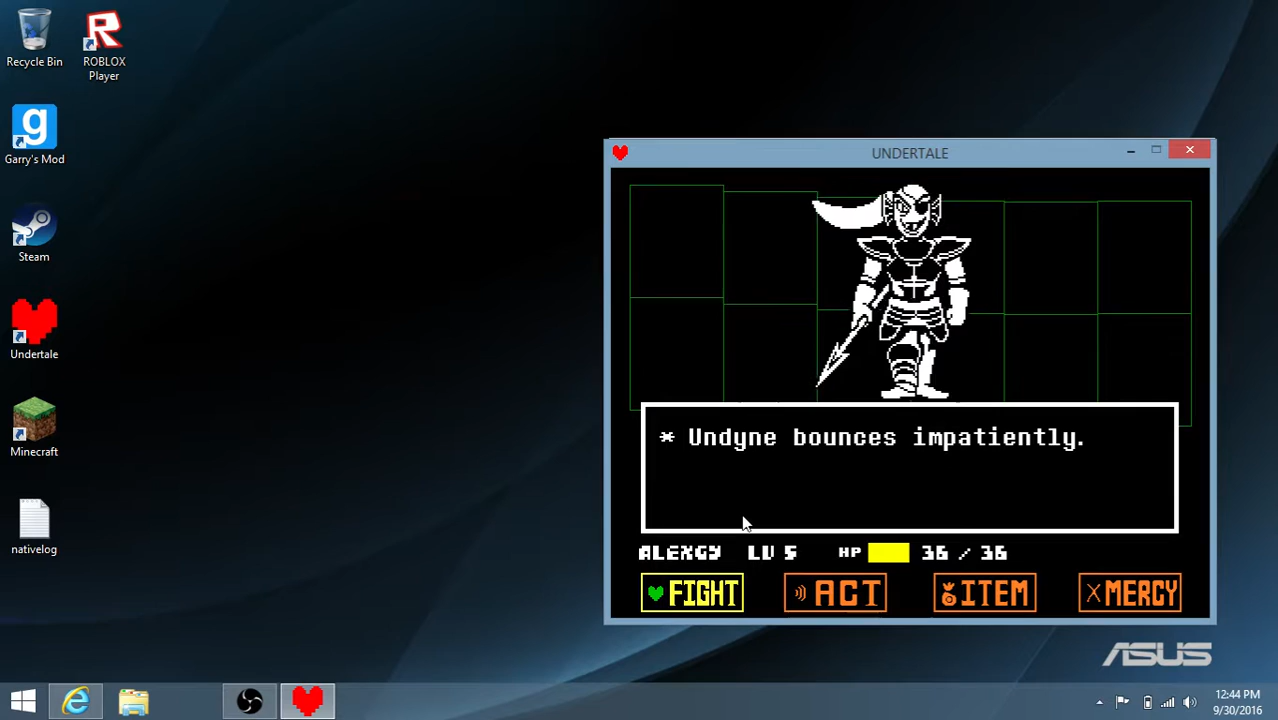 Recycle Bin
ROBLOX
Player
g
Garry's Mod
Steam
Undertale
Minecraft
nativelog
UNDERTALE
* Undyne bounces impatiently.
ALEXGY LV 5 HP 36 / 36
FIGHT ACT ITEM MERCY
ASUS
12:44 PM
9/30/2016